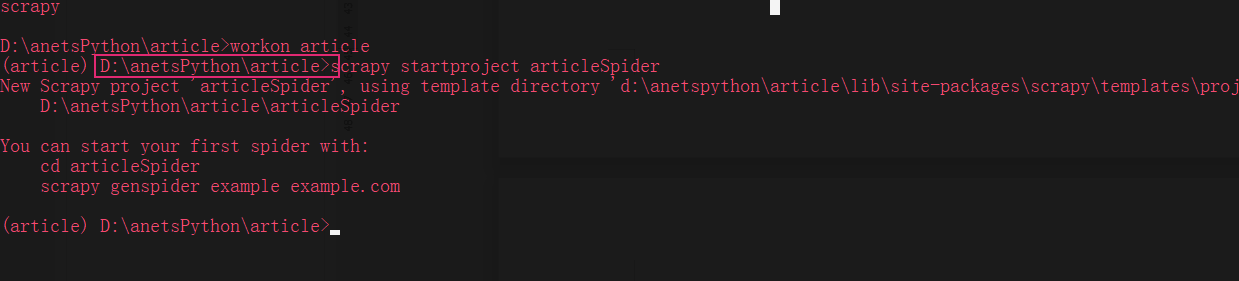 scrapy
D:\anetsPython\article>workon article
(article) D:\anetsPython\article>scrapy startproject articleSpider
New Scrapy project 'articleSpider', using template directory 'd:\anetspython\article\lib\site-packages\scrapy\templates\proj
D:\anetsPython\article\articleSpider
You can start your first spider with:
cd articleSpider
scrapy genspider example example.com
(article) D:\anetsPython\article>